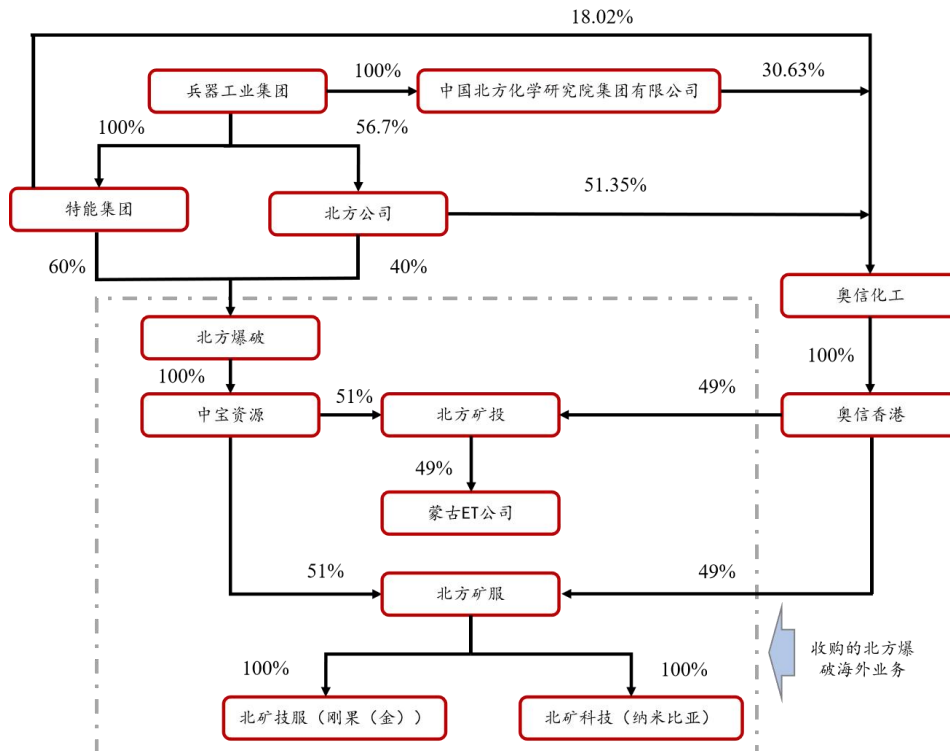 18.02%
兵器工业集团
100%
中国北方化学研究院集团有限公司
30.63%
100%
56.7%
特能集团
北方公司
51.35%
60%
40%
奥信化工
北方爆破
100%
100%
中宝资源
51%
北方矿投
49%
奥信香港
49%
蒙古ET公司
51%
北方矿服
49%
收购的北方爆
破海外业务
100%
100%
北矿技服（刚果（金））
北矿科技（纳米比亚）